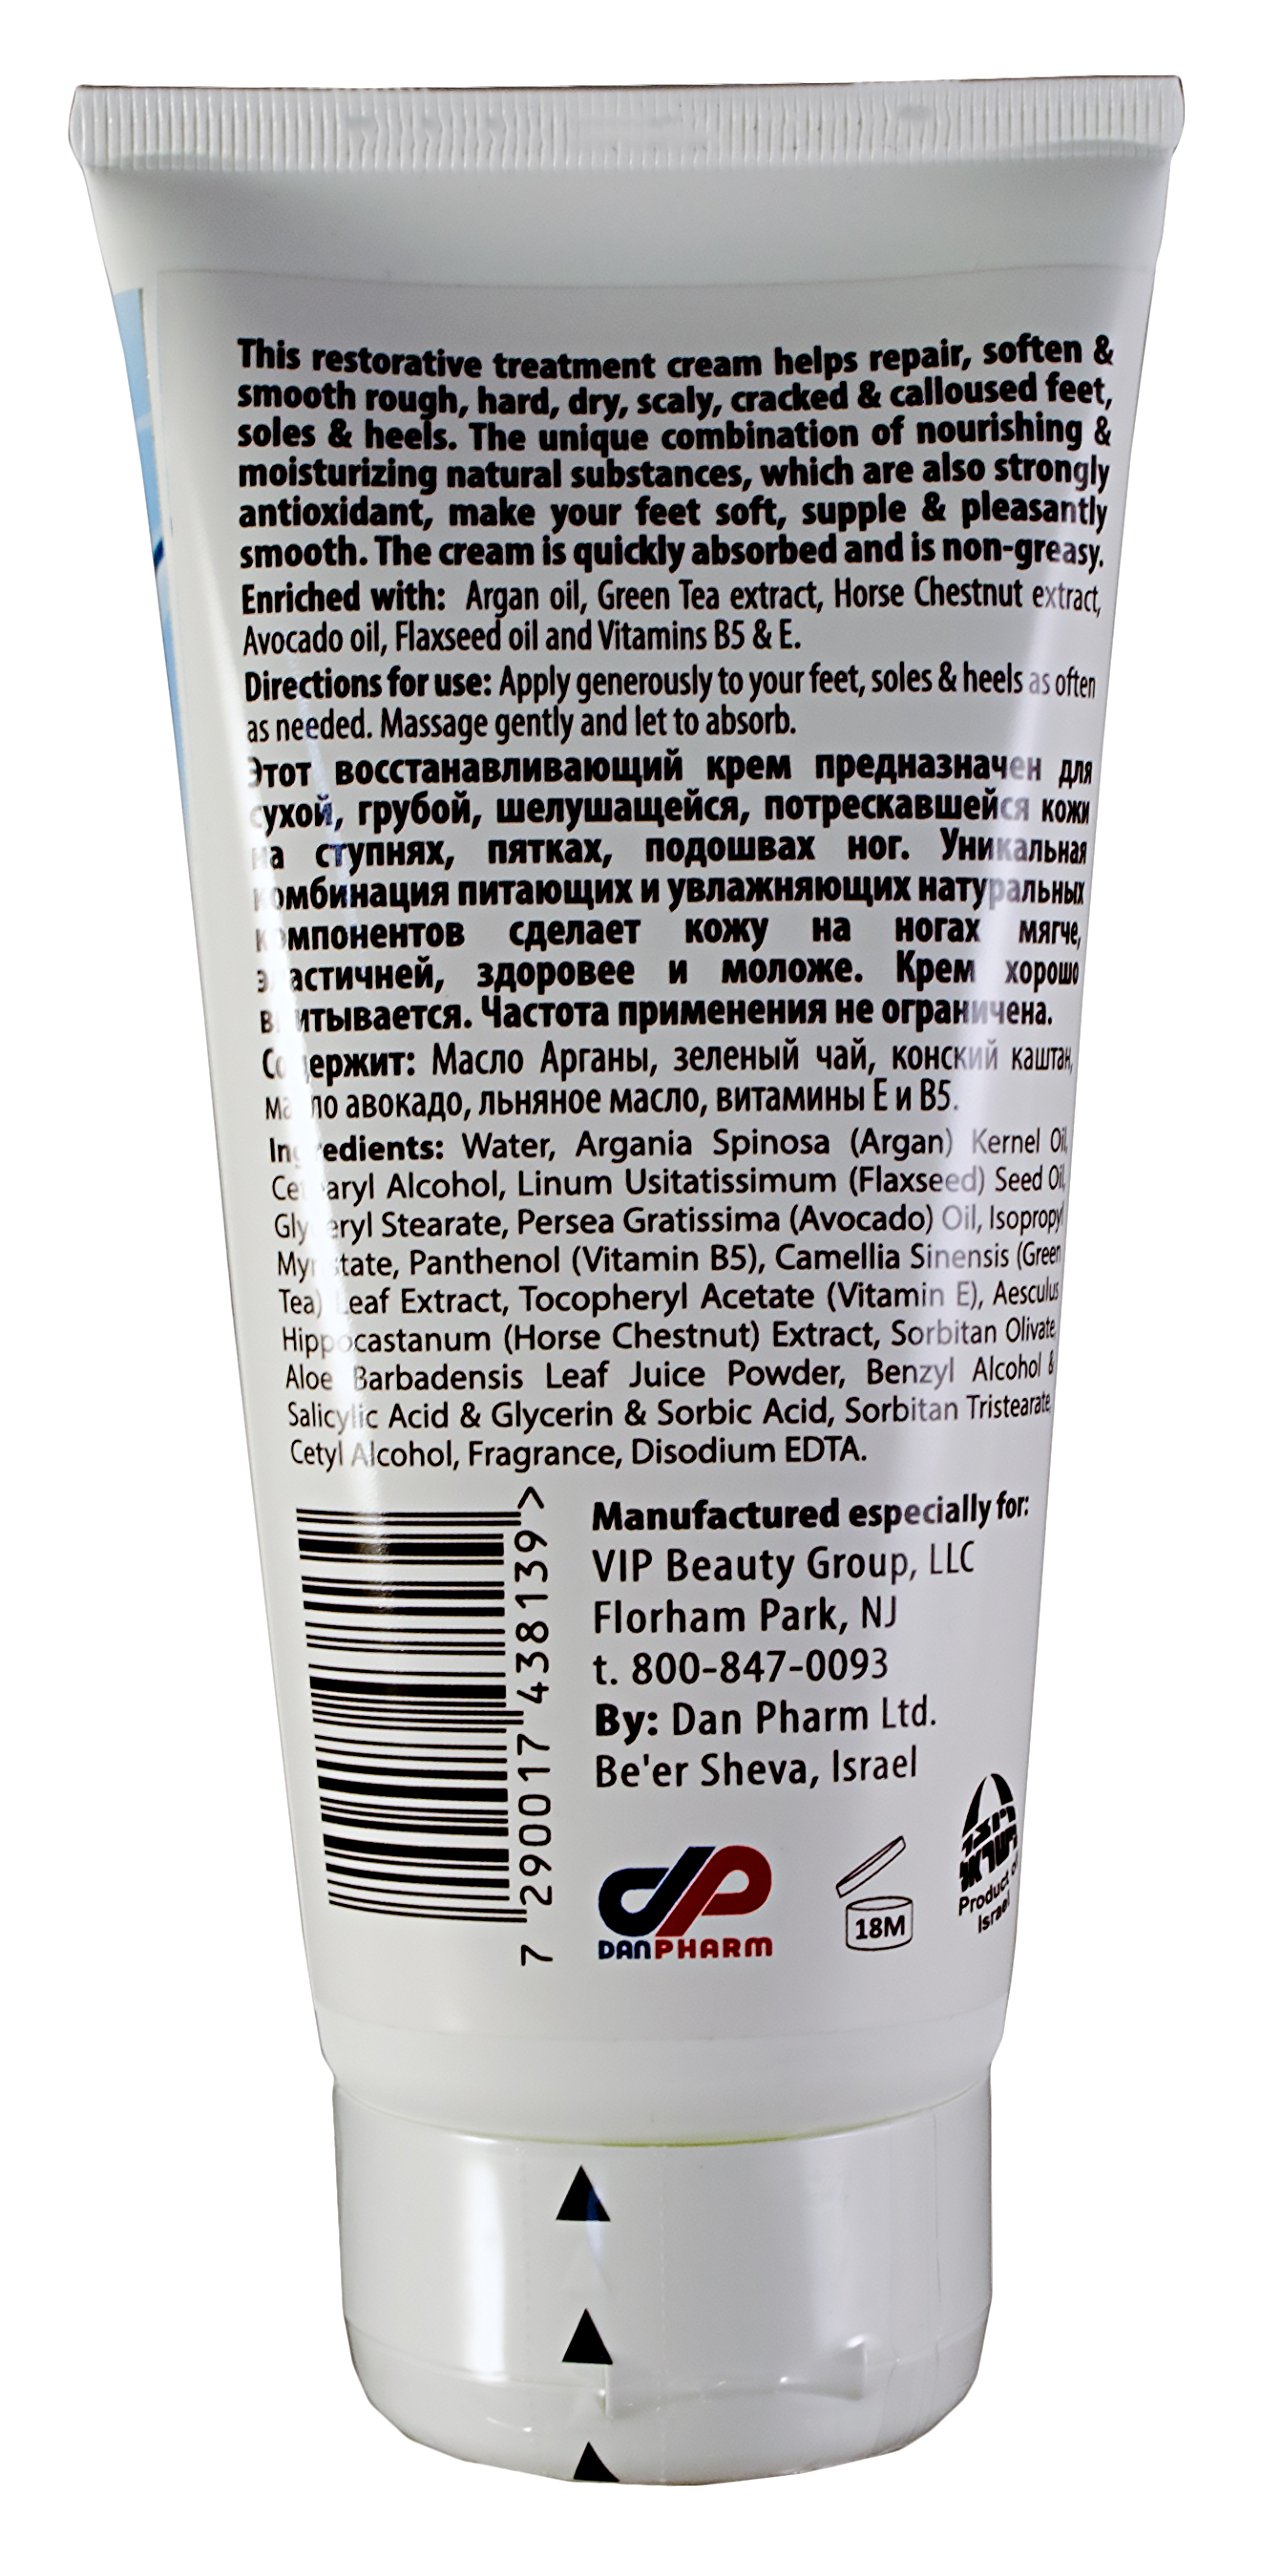 This restorative treatment cream helps repair, soften &
smooth rough, hard, dry, scaly, cracked & calloused feet,
soles & heels. The unique combination of nourishing &
moisturizing natural substances, which are also strongly
antioxidant, make your feet soft, supple & pleasantly
smooth. The cream is quickly absorbed and is non-greasy.
Enriched with: Argan oil, Green Tea extract, Horse Chestnut extract,
Avocado oil, Flaxseed oil and Vitamins B5 & E.
Directions for use: Apply generously to your feet, soles & heels as often
as needed. Massage gently and let to absorb.
Этот восстанавливающий крем предназначен для
сухой, грубой, шелушащейся, потрескавшейся кожи
на ступнях, пятках, подошвах ног. Уникальная
комбинация питающих и увлажняющих натуральных
компонентов сделает кожу на ногах мягче,
эластичней, здоровее и моложе. Крем хорошо
впитывается. Частота применения не ограничена.
Содержит: Масло Арганы, зеленый чай, конский каштан,
масло авокадо, льняное масло, витамины Е и В5.
Ingredients: Water, Argania Spinosa (Argan) Kernel Oil,
Cetearyl Alcohol, Linum Usitatissimum (Flaxseed) Seed Oil,
Glyceryl Stearate, Persea Gratissima (Avocado) Oil, Isopropyl
Myristate, Panthenol (Vitamin B5), Camellia Sinensis (Green
Tea) Leaf Extract, Tocopheryl Acetate (Vitamin E), Aesculus
Hippocastanum (Horse Chestnut) Extract, Sorbitan Olivate,
Aloe Barbadensis Leaf Juice Powder, Benzyl Alcohol &
Salicylic Acid & Glycerin & Sorbic Acid, Sorbitan Tristearate,
Cetyl Alcohol, Fragrance, Disodium EDTA.
7 290017 438139 >
Manufactured especially for:
VIP Beauty Group, LLC
Florham Park, NJ
t. 800-847-0093
By: Dan Pharm Ltd.
Be'er Sheva, Israel
DANPHARM
18M
Product of
Israel